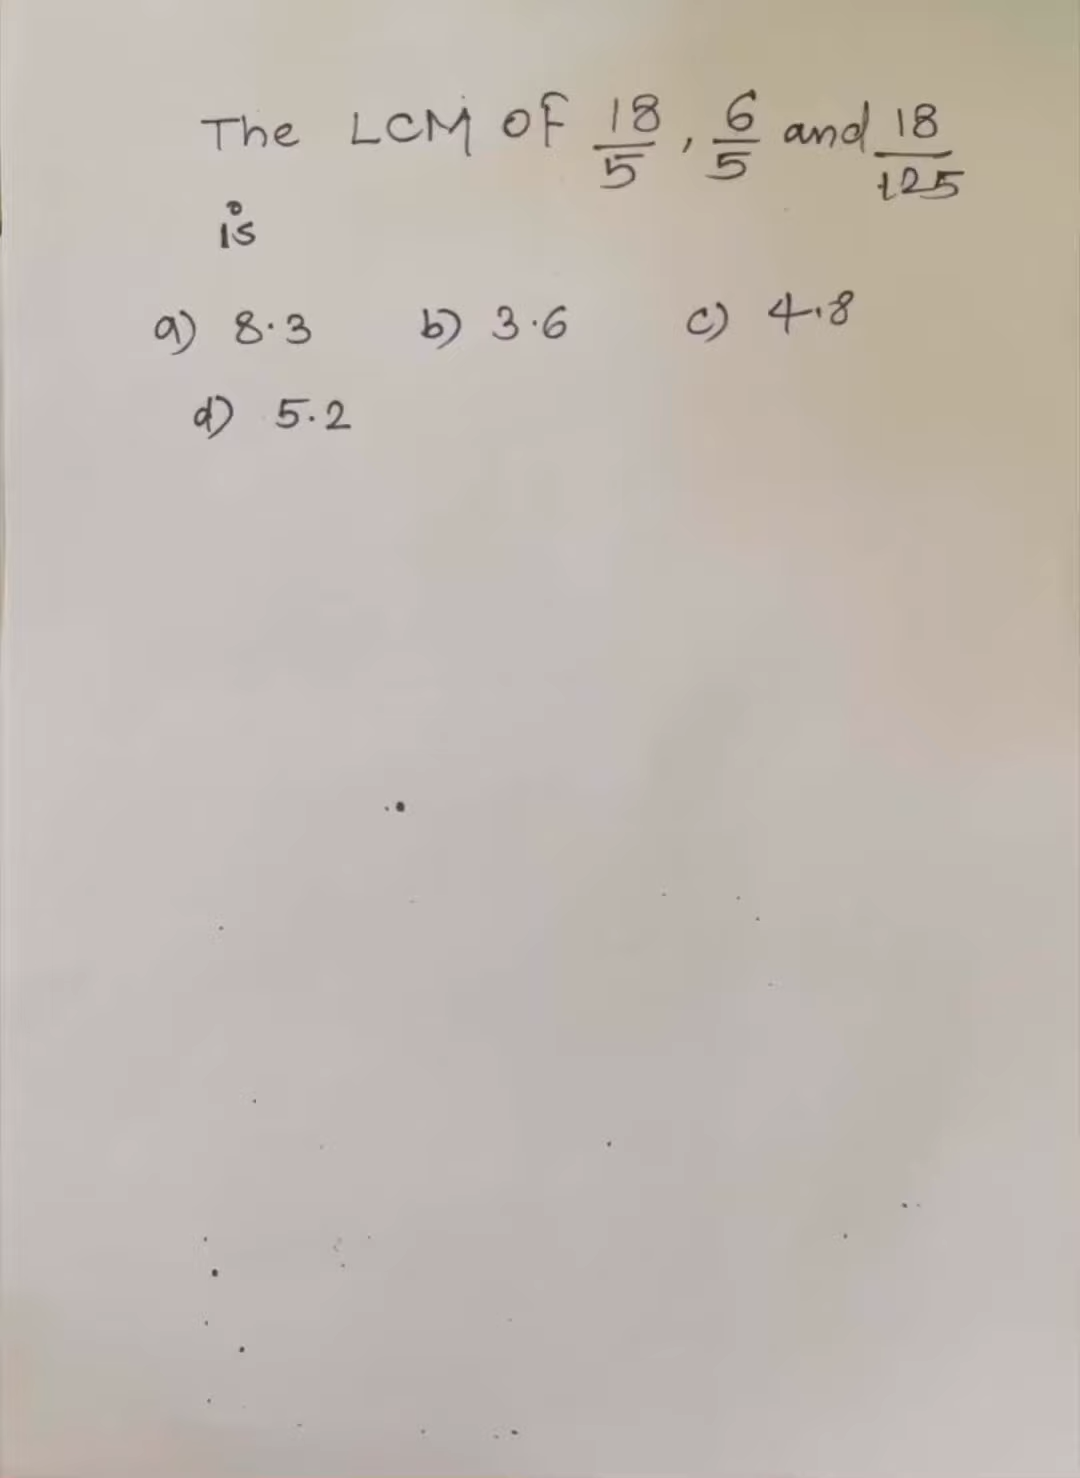 The LCM OF 18/5, 6/5 and 18/125
is
a) 8.3 b) 3.6 c) 4.8
d) 5.2